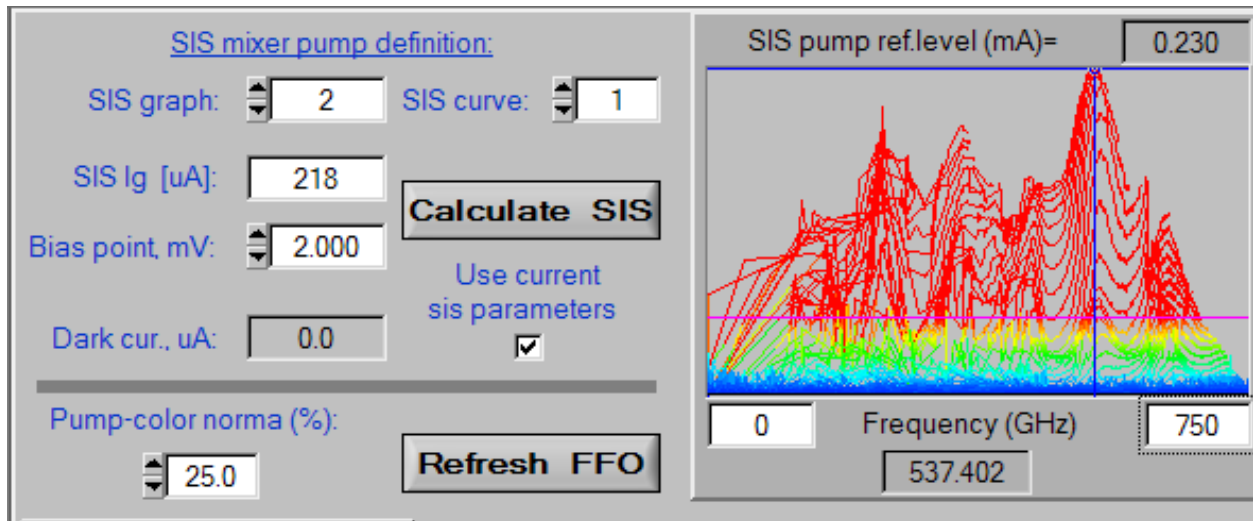 SIS mixer pump definition:
SIS graph: 2 SIS curve: 1
SIS Ig [uA]: 218
Calculate SIS
Bias point, mV: 2.000
Use current
sis parameters
Dark cur., uA: 0.0
Pump-color norma (%):
25.0
Refresh FFO
SIS pump ref.level (mA)= 0.230
0 Frequency (GHz) 750
537.402